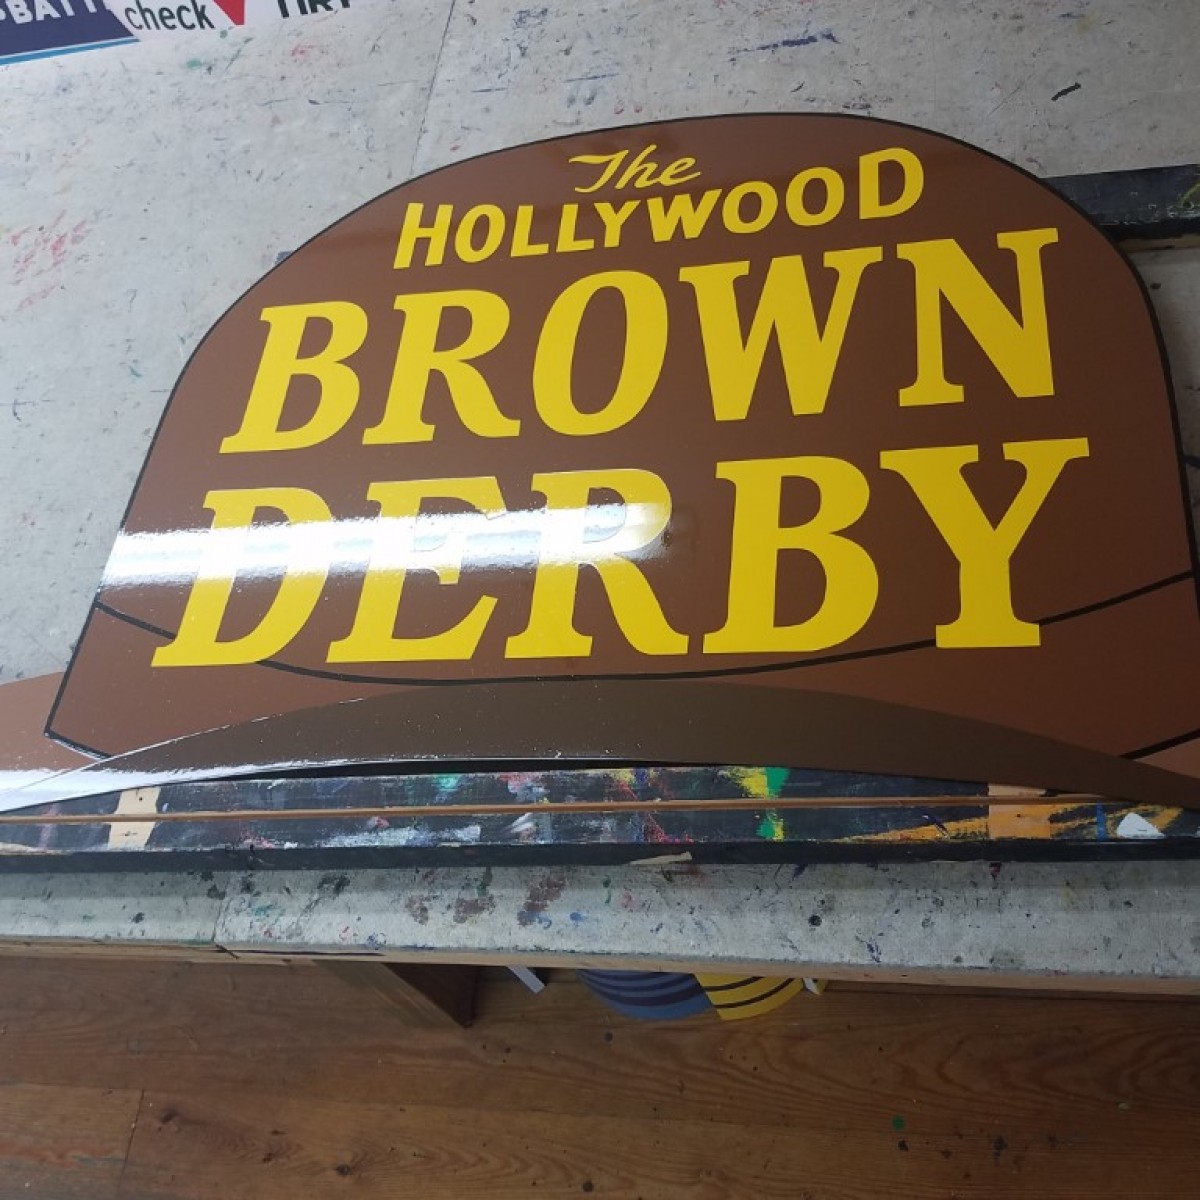 check
The
HOLLYWOOD
BROWN
DERBY